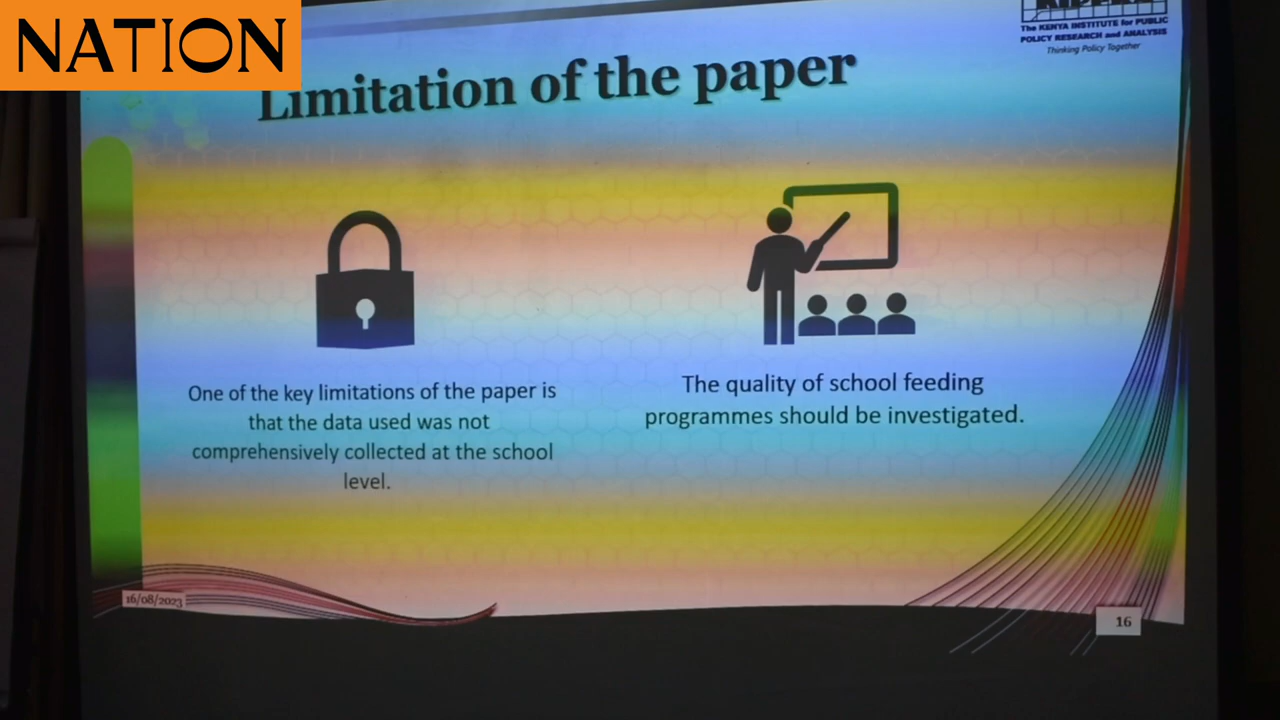 NATION
The KENYA INSTITUTE for PUBLIC
POLICY RESEARCH and ANALYSIS
Thinking Policy Together
Limitation of the paper
One of the key limitations of the paper is
that the data used was not
comprehensively collected at the school
level.
The quality of school feeding
programmes should be investigated.
16/08/2023
16